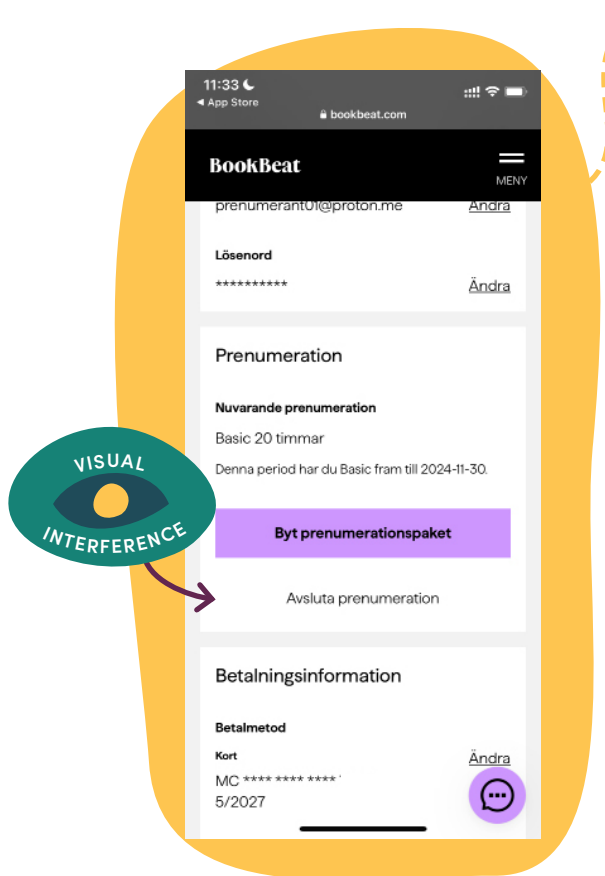 11:33
◀ App Store
bookbeat.com
BookBeat
MENY
prenumerant01@proton.me Ändra
Lösenord
********** Ändra
Prenumeration
Nuvarande prenumeration
Basic 20 timmar
Denna period har du Basic fram till 2024-11-30.
VISUAL
INTERFERENCE
Byt prenumerationspaket
Avsluta prenumeration
Betalningsinformation
Betalmetod
Kort Ändra
MC **** **** ****
5/2027